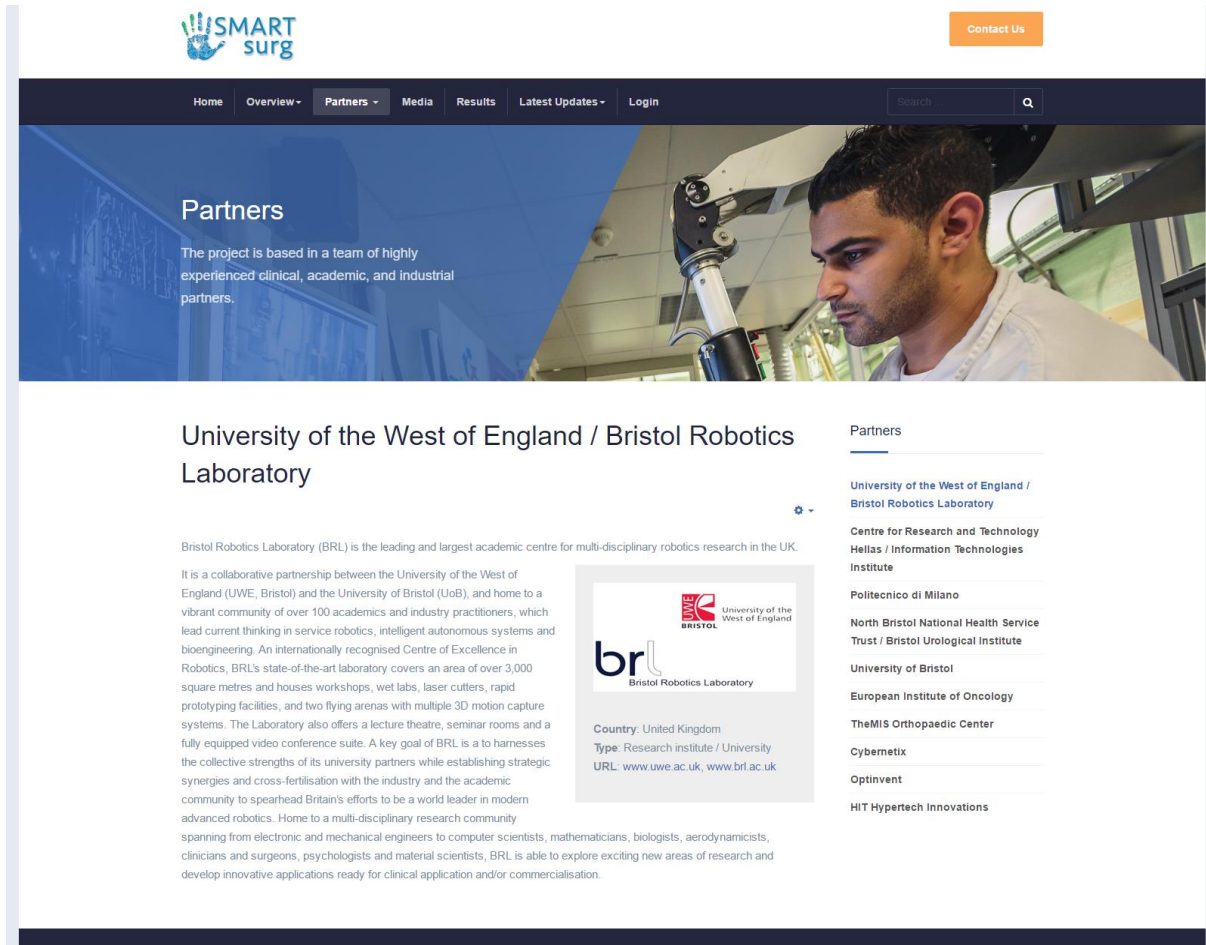 SMART
surg
Contact Us
Home
Overview
Partners
Media
Results
Latest Updates
Login
Search ...
Partners
The project is based in a team of highly
experienced clinical, academic, and industrial
partners.
University of the West of England / Bristol Robotics
Laboratory
Bristol Robotics Laboratory (BRL) is the leading and largest academic centre for multi-disciplinary robotics research in the UK.
It is a collaborative partnership between the University of the West of
England (UWE, Bristol) and the University of Bristol (UoB), and home to a
vibrant community of over 100 academics and industry practitioners, which
lead current thinking in service robotics, intelligent autonomous systems and
bioengineering. An internationally recognised Centre of Excellence in
Robotics, BRL's state-of-the-art laboratory covers an area of over 3,000
square metres and houses workshops, wet labs, laser cutters, rapid
prototyping facilities, and two flying arenas with multiple 3D motion capture
systems. The Laboratory also offers a lecture theatre, seminar rooms and a
fully equipped video conference suite. A key goal of BRL is a to harnesses
the collective strengths of its university partners while establishing strategic
synergies and cross-fertilisation with the industry and the academic
community to spearhead Britain's efforts to be a world leader in modern
advanced robotics. Home to a multi-disciplinary research community
spanning from electronic and mechanical engineers to computer scientists, mathematicians, biologists, aerodynamicists,
clinicians and surgeons, psychologists and material scientists, BRL is able to explore exciting new areas of research and
develop innovative applications ready for clinical application and/or commercialisation.
UWE
BRISTOL
University of the
West of England
brl
Bristol Robotics Laboratory
Country: United Kingdom
Type: Research institute / University
URL: www.uwe.ac.uk, www.brl.ac.uk
Partners
University of the West of England /
Bristol Robotics Laboratory
Centre for Research and Technology
Hellas / Information Technologies
Institute
Politecnico di Milano
North Bristol National Health Service
Trust / Bristol Urological Institute
University of Bristol
European Institute of Oncology
TheMIS Orthopaedic Center
Cybernetix
Optinvent
HIT Hypertech Innovations